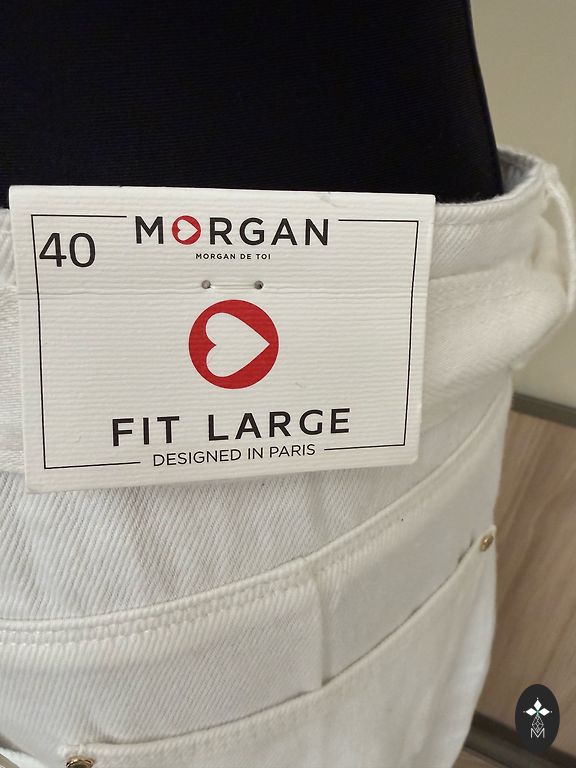 40
MORGAN
MORGAN DE TOI
FIT LARGE
DESIGNED IN PARIS
M